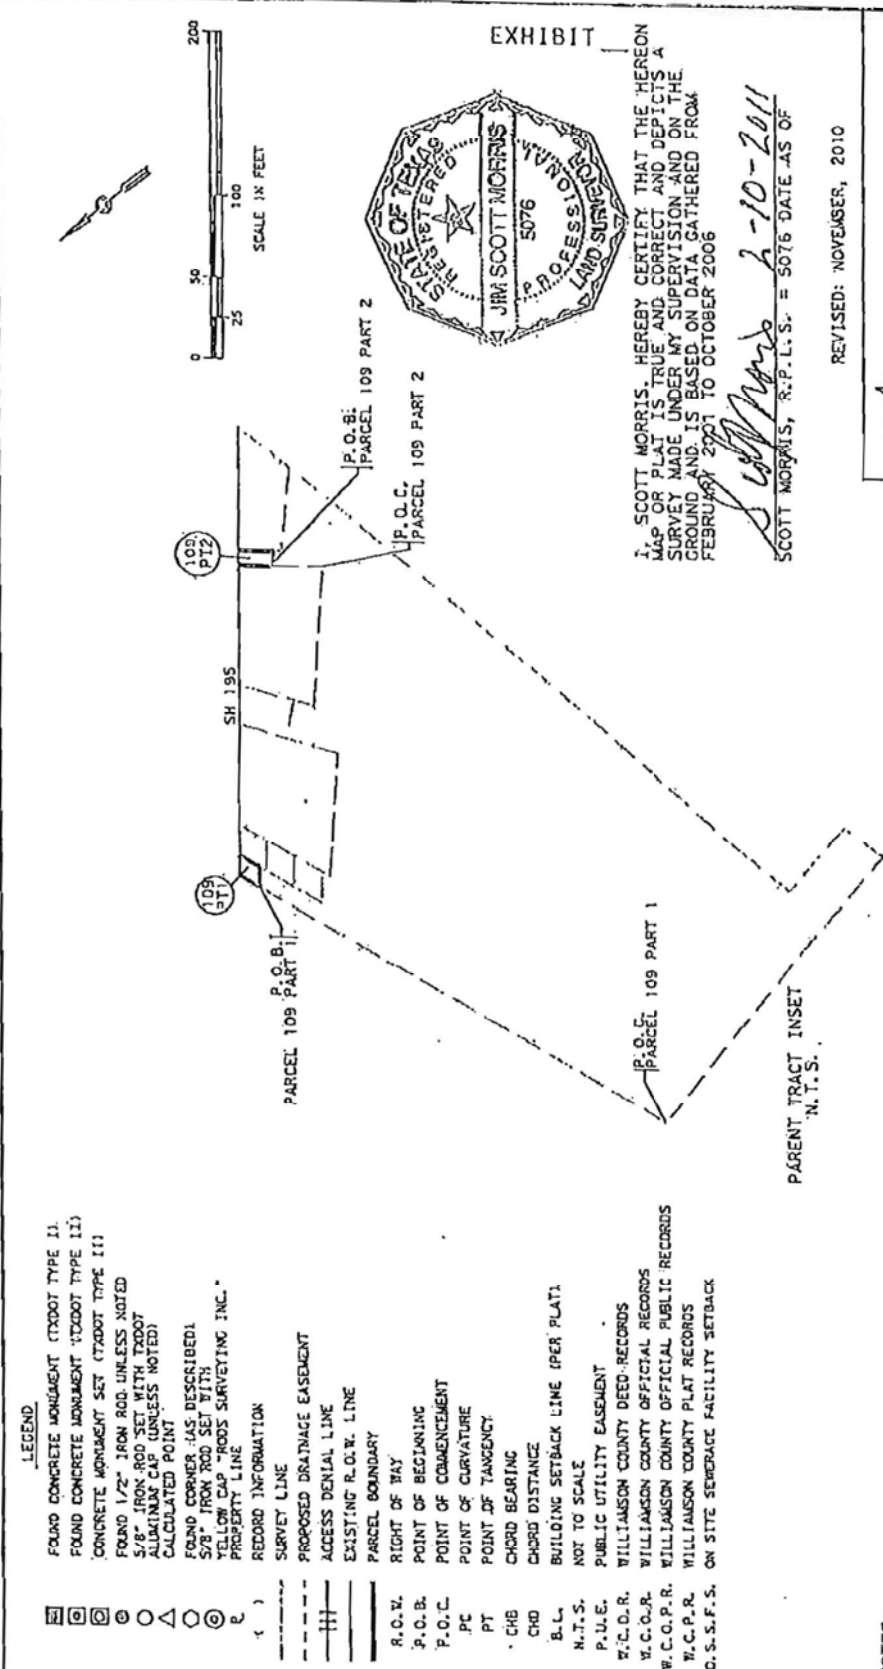 LEGEND
FOUND CONCRETE MONUMENT (TXDOT TYPE I)
FOUND CONCRETE MONUMENT (TXDOT TYPE II)
CONCRETE MONUMENT SET (TXDOT TYPE II)
FOUND 1/2" IRON ROD UNLESS NOTED
5/8" IRON ROD SET WITH TXDOT
ALUMINUM CAP (UNLESS NOTED)
CALCULATED POINT
FOUND CORNER (AS DESCRIBED)
5/8" IRON ROD SET WITH
YELLOW CAP "RODS SURVEYING INC."
PROPERTY LINE
( ) RECORD INFORMATION
SURVEY LINE
PROPOSED DRAINAGE EASEMENT
ACCESS DENIAL LINE
EXISTING R.O.W. LINE
PARCEL BOUNDARY
R.O.W. RIGHT OF WAY
P.O.B. POINT OF BEGINNING
P.O.C. POINT OF COMMENCEMENT
PC POINT OF CURVATURE
PT POINT OF TANGENCY
CHB CHORD BEARING
CHD CHORD DISTANCE
B.L. BUILDING SETBACK LINE (PER PLAT)
N.T.S. NOT TO SCALE
P.U.E. PUBLIC UTILITY EASEMENT
W.C.D.R. WILLIAMSON COUNTY DEED RECORDS
W.C.O.R. WILLIAMSON COUNTY OFFICIAL RECORDS
W.C.O.P.R. WILLIAMSON COUNTY OFFICIAL PUBLIC RECORDS
W.C.P.R. WILLIAMSON COUNTY PLAT RECORDS
O.S.S.F.S. ON SITE SEWERAGE FACILITY SETBACK
109
PT1
P.O.B.
PARCEL 109 PART 1
SH 195
109
PT2
P.O.B.
PARCEL 109 PART 2
P.O.C.
PARCEL 109 PART 2
P.O.C.
PARCEL 109 PART 1
PARENT TRACT INSET
N.T.S.
0 50 200
25 100
SCALE IN FEET
EXHIBIT
STATE OF TEXAS
REGISTERED
JIM SCOTT MORRIS
5076
PROFESSIONAL
LAND SURVEYOR
I, SCOTT MORRIS, HEREBY CERTIFY THAT THE HEREON
MAP OR PLAT IS TRUE AND CORRECT AND DEPICTS A
SURVEY MADE UNDER MY SUPERVISION AND ON THE
GROUND AND IS BASED ON DATA GATHERED FROM
FEBRUARY 2001 TO OCTOBER 2006
Scott Morris 2-10-2011
SCOTT MORRIS, R.P.L.S. # 5076 DATE AS OF
REVISED: NOVEMBER, 2010